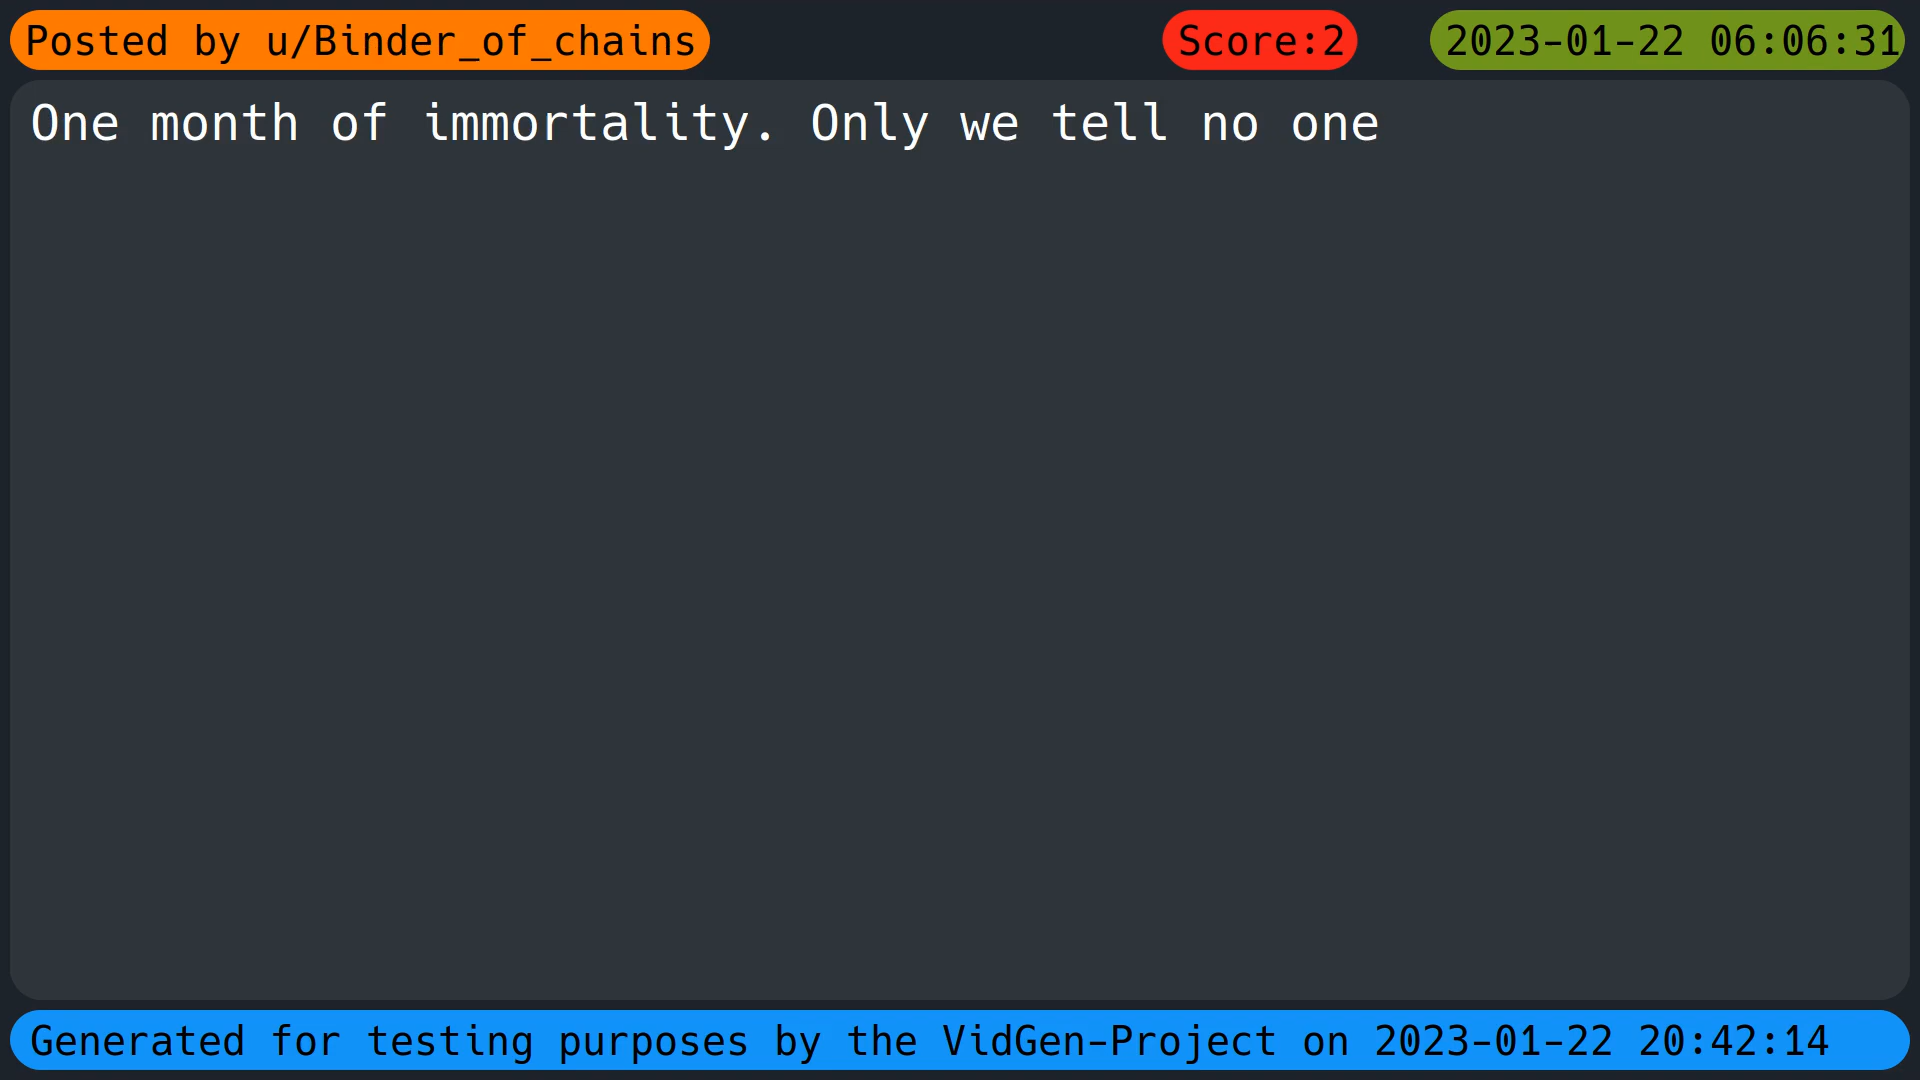 Posted by u/Binder_of_chains
Score:2
2023-01-22 06:06:31
One month of immortality. Only we tell no one
Generated for testing purposes by the VidGen-Project on 2023-01-22 20:42:14